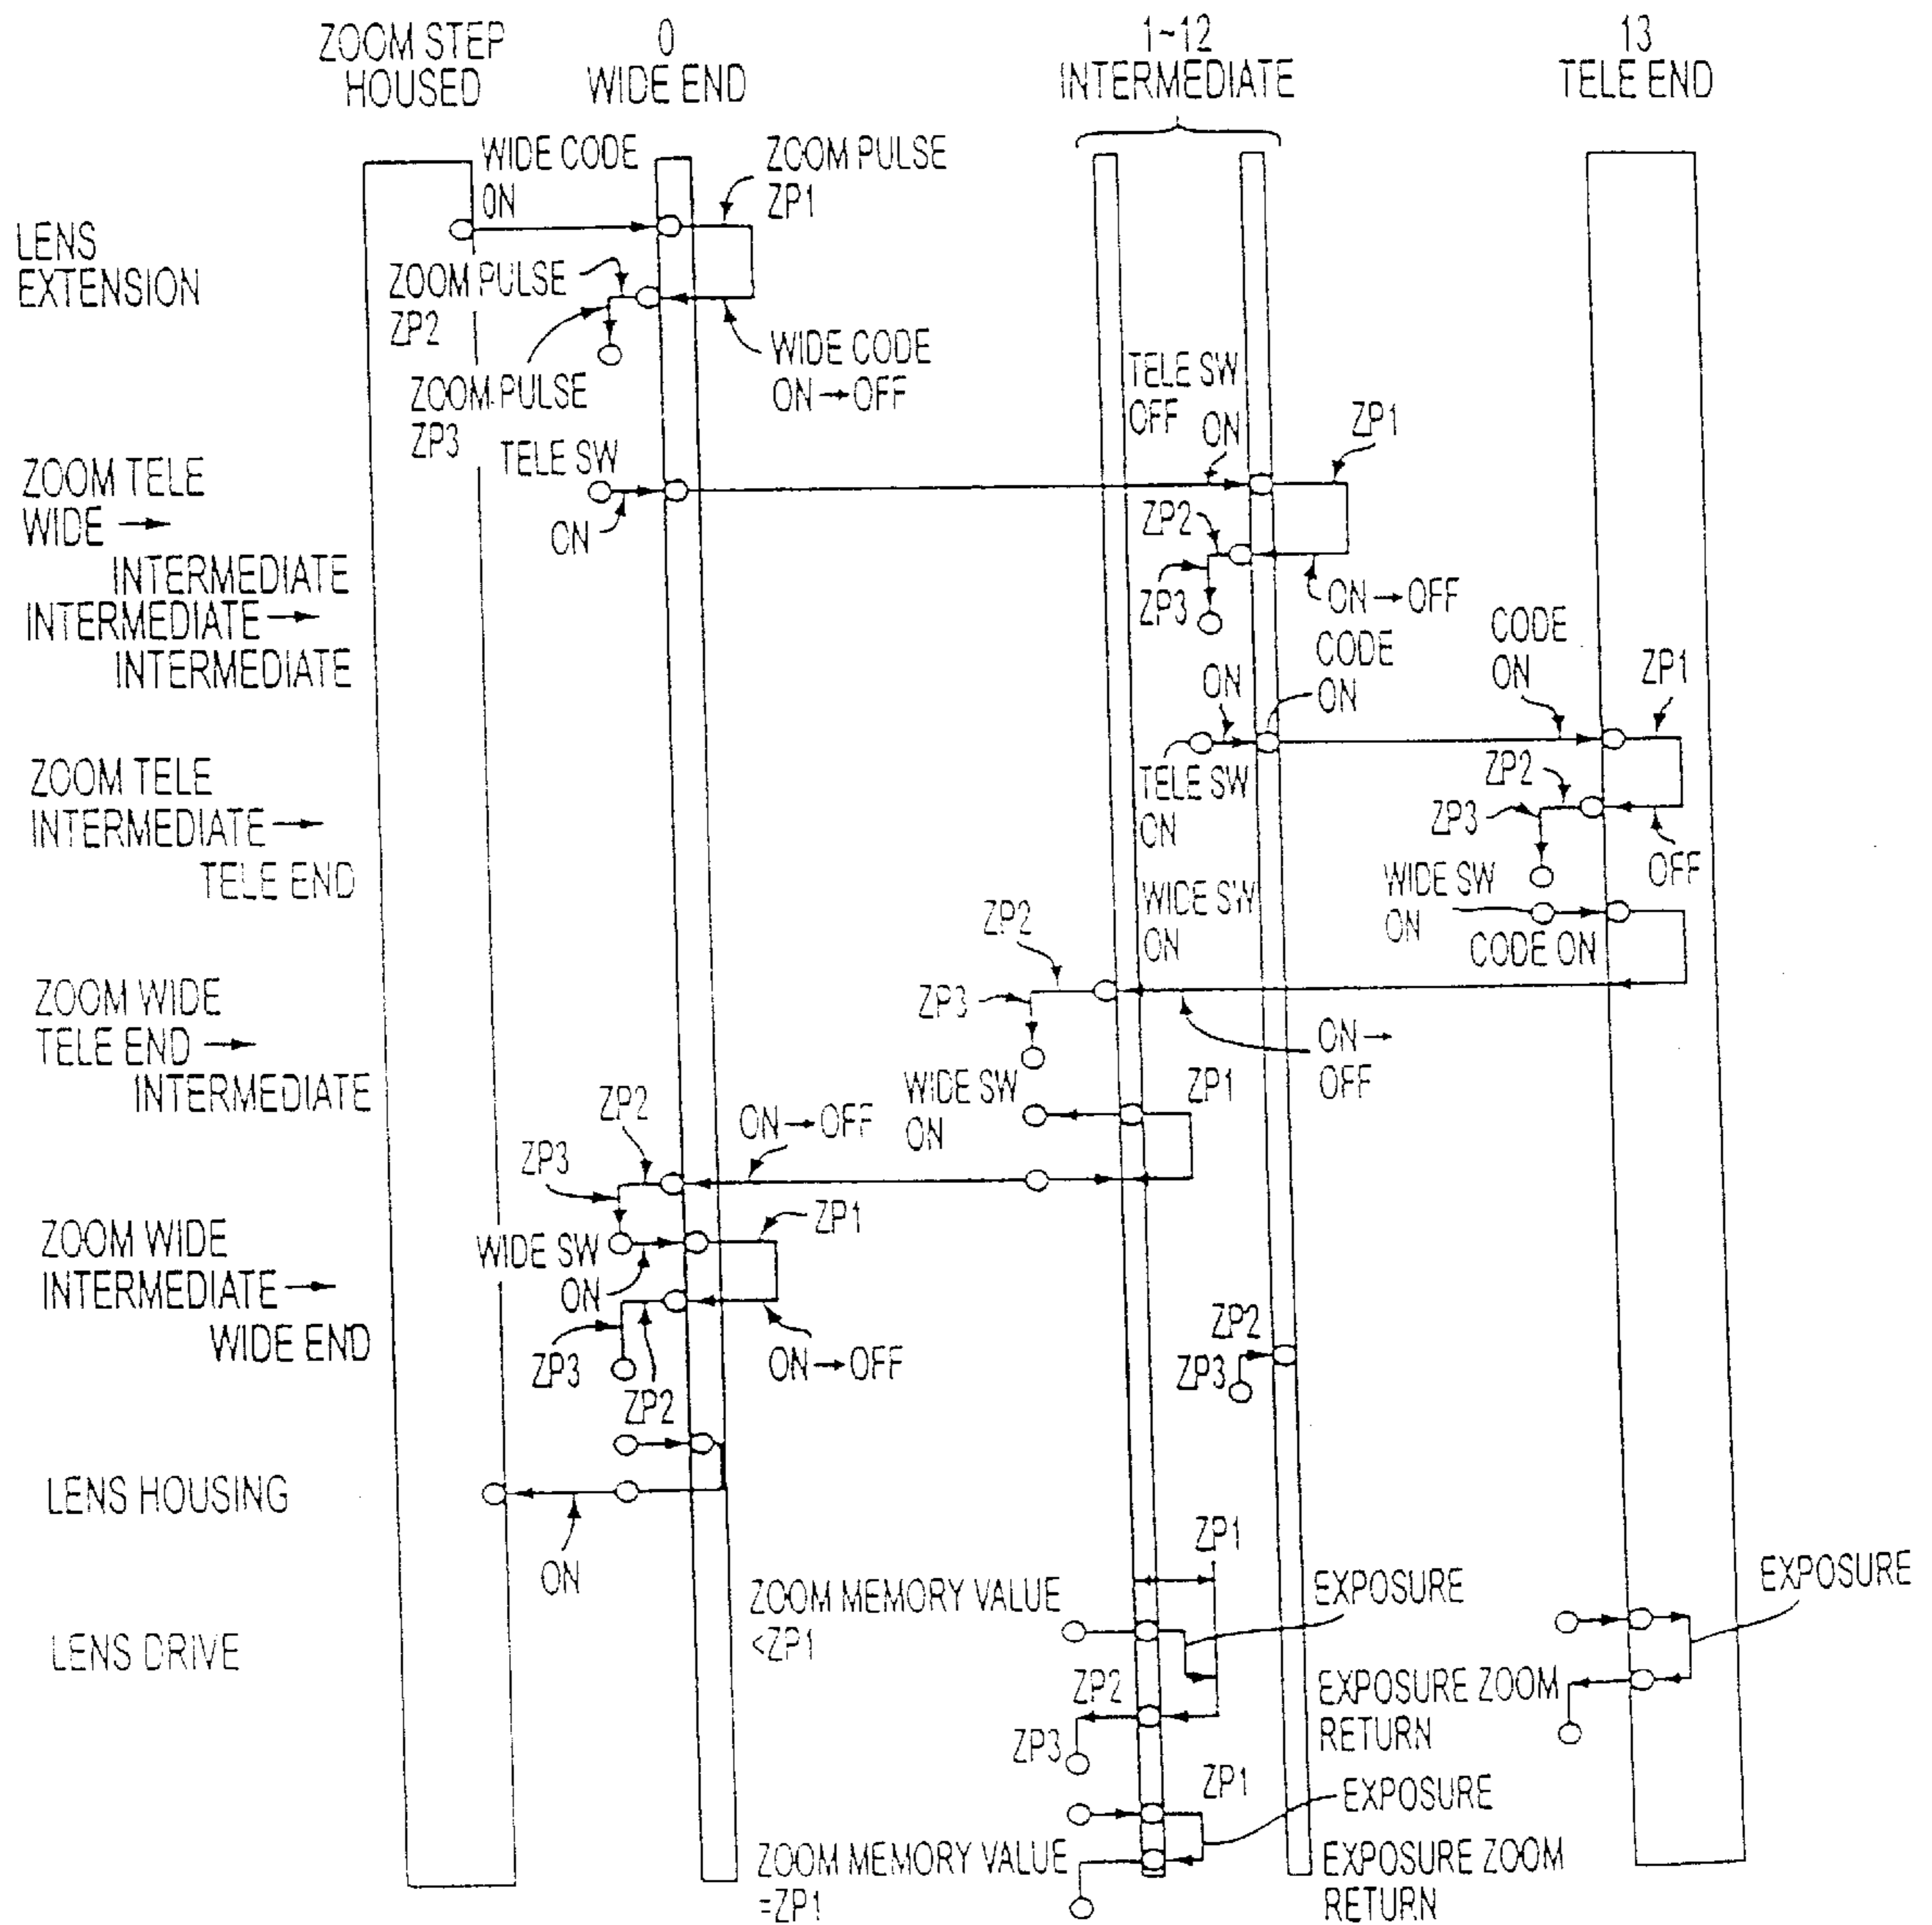 ZOOM STEP
HOUSED
0
WIDE END
1~12
INTERMEDIATE
13
TELE END
LENS
EXTENSION
WIDE CODE
ON
ZOOM PULSE
ZP1
ZOOM PULSE
ZP2
ZOOM PULSE
ZP3
WIDE CODE
ON→OFF
ZOOM TELE
WIDE →
INTERMEDIATE
INTERMEDIATE →
INTERMEDIATE
TELE SW
ON
TELE SW
OFF
ON
ZP1
ZP2
ZP3
ON→OFF
CODE
ON
ON
CODE
ON
ZP1
ZOOM TELE
INTERMEDIATE →
TELE END
TELE SW
ON
ZP2
ZP3
OFF
WIDE SW
ON
CODE ON
WIDE SW
ON
ZP2
ZP3
ZOOM WIDE
TELE END →
INTERMEDIATE
ON→
OFF
WIDE SW
ON
ZP1
ZP2
ON→OFF
ZP3
ZOOM WIDE
INTERMEDIATE →
WIDE END
WIDE SW
ON
ZP1
ZP3
ZP2
ON→OFF
ZP2
ZP3
LENS HOUSING
ON
LENS DRIVE
ZOOM MEMORY VALUE
<ZP1
ZP1
EXPOSURE
EXPOSURE
ZP2
ZP3
EXPOSURE ZOOM
RETURN
ZP1
EXPOSURE
ZOOM MEMORY VALUE
=ZP1
EXPOSURE ZOOM
RETURN